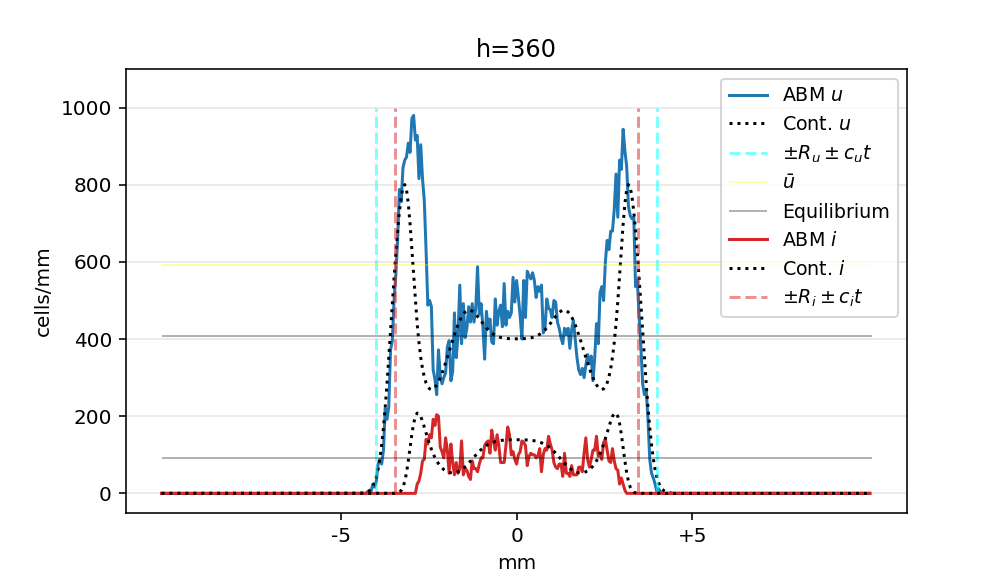 h=360
1000
800
600
400
200
0
cells/mm
-5
0
+5
mm
ABM u
Cont. u
±R_u ± c_u t
ū
Equilibrium
ABM i
Cont. i
±R_i ± c_i t